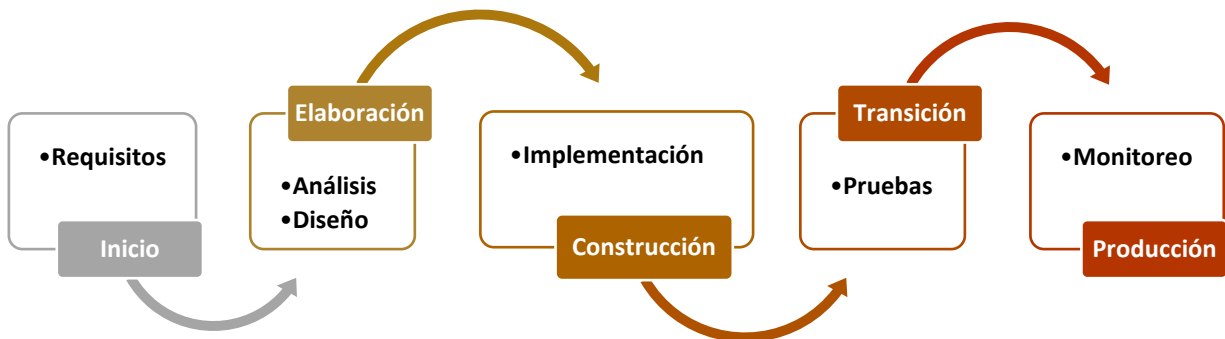 •Requisitos
Inicio
Elaboración
•Análisis
•Diseño
•Implementación
Construcción
Transición
•Pruebas
•Monitoreo
Producción